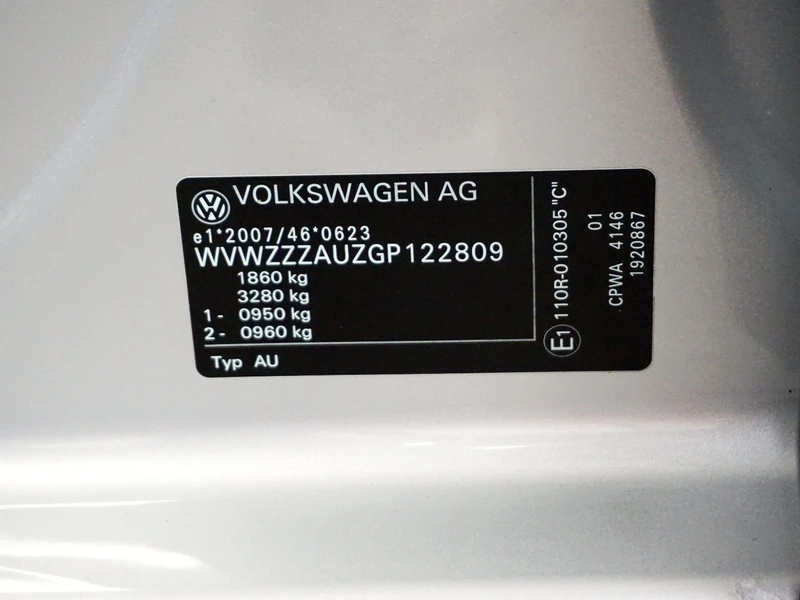 VOLKSWAGEN AG
e1*2007/46*0623
WVWZZZAUZGP122809
1860 kg
3280 kg
1- 0950 kg
2- 0960 kg
Typ AU
E1 110R-010305 "C"
01
CPWA 4146
1920867